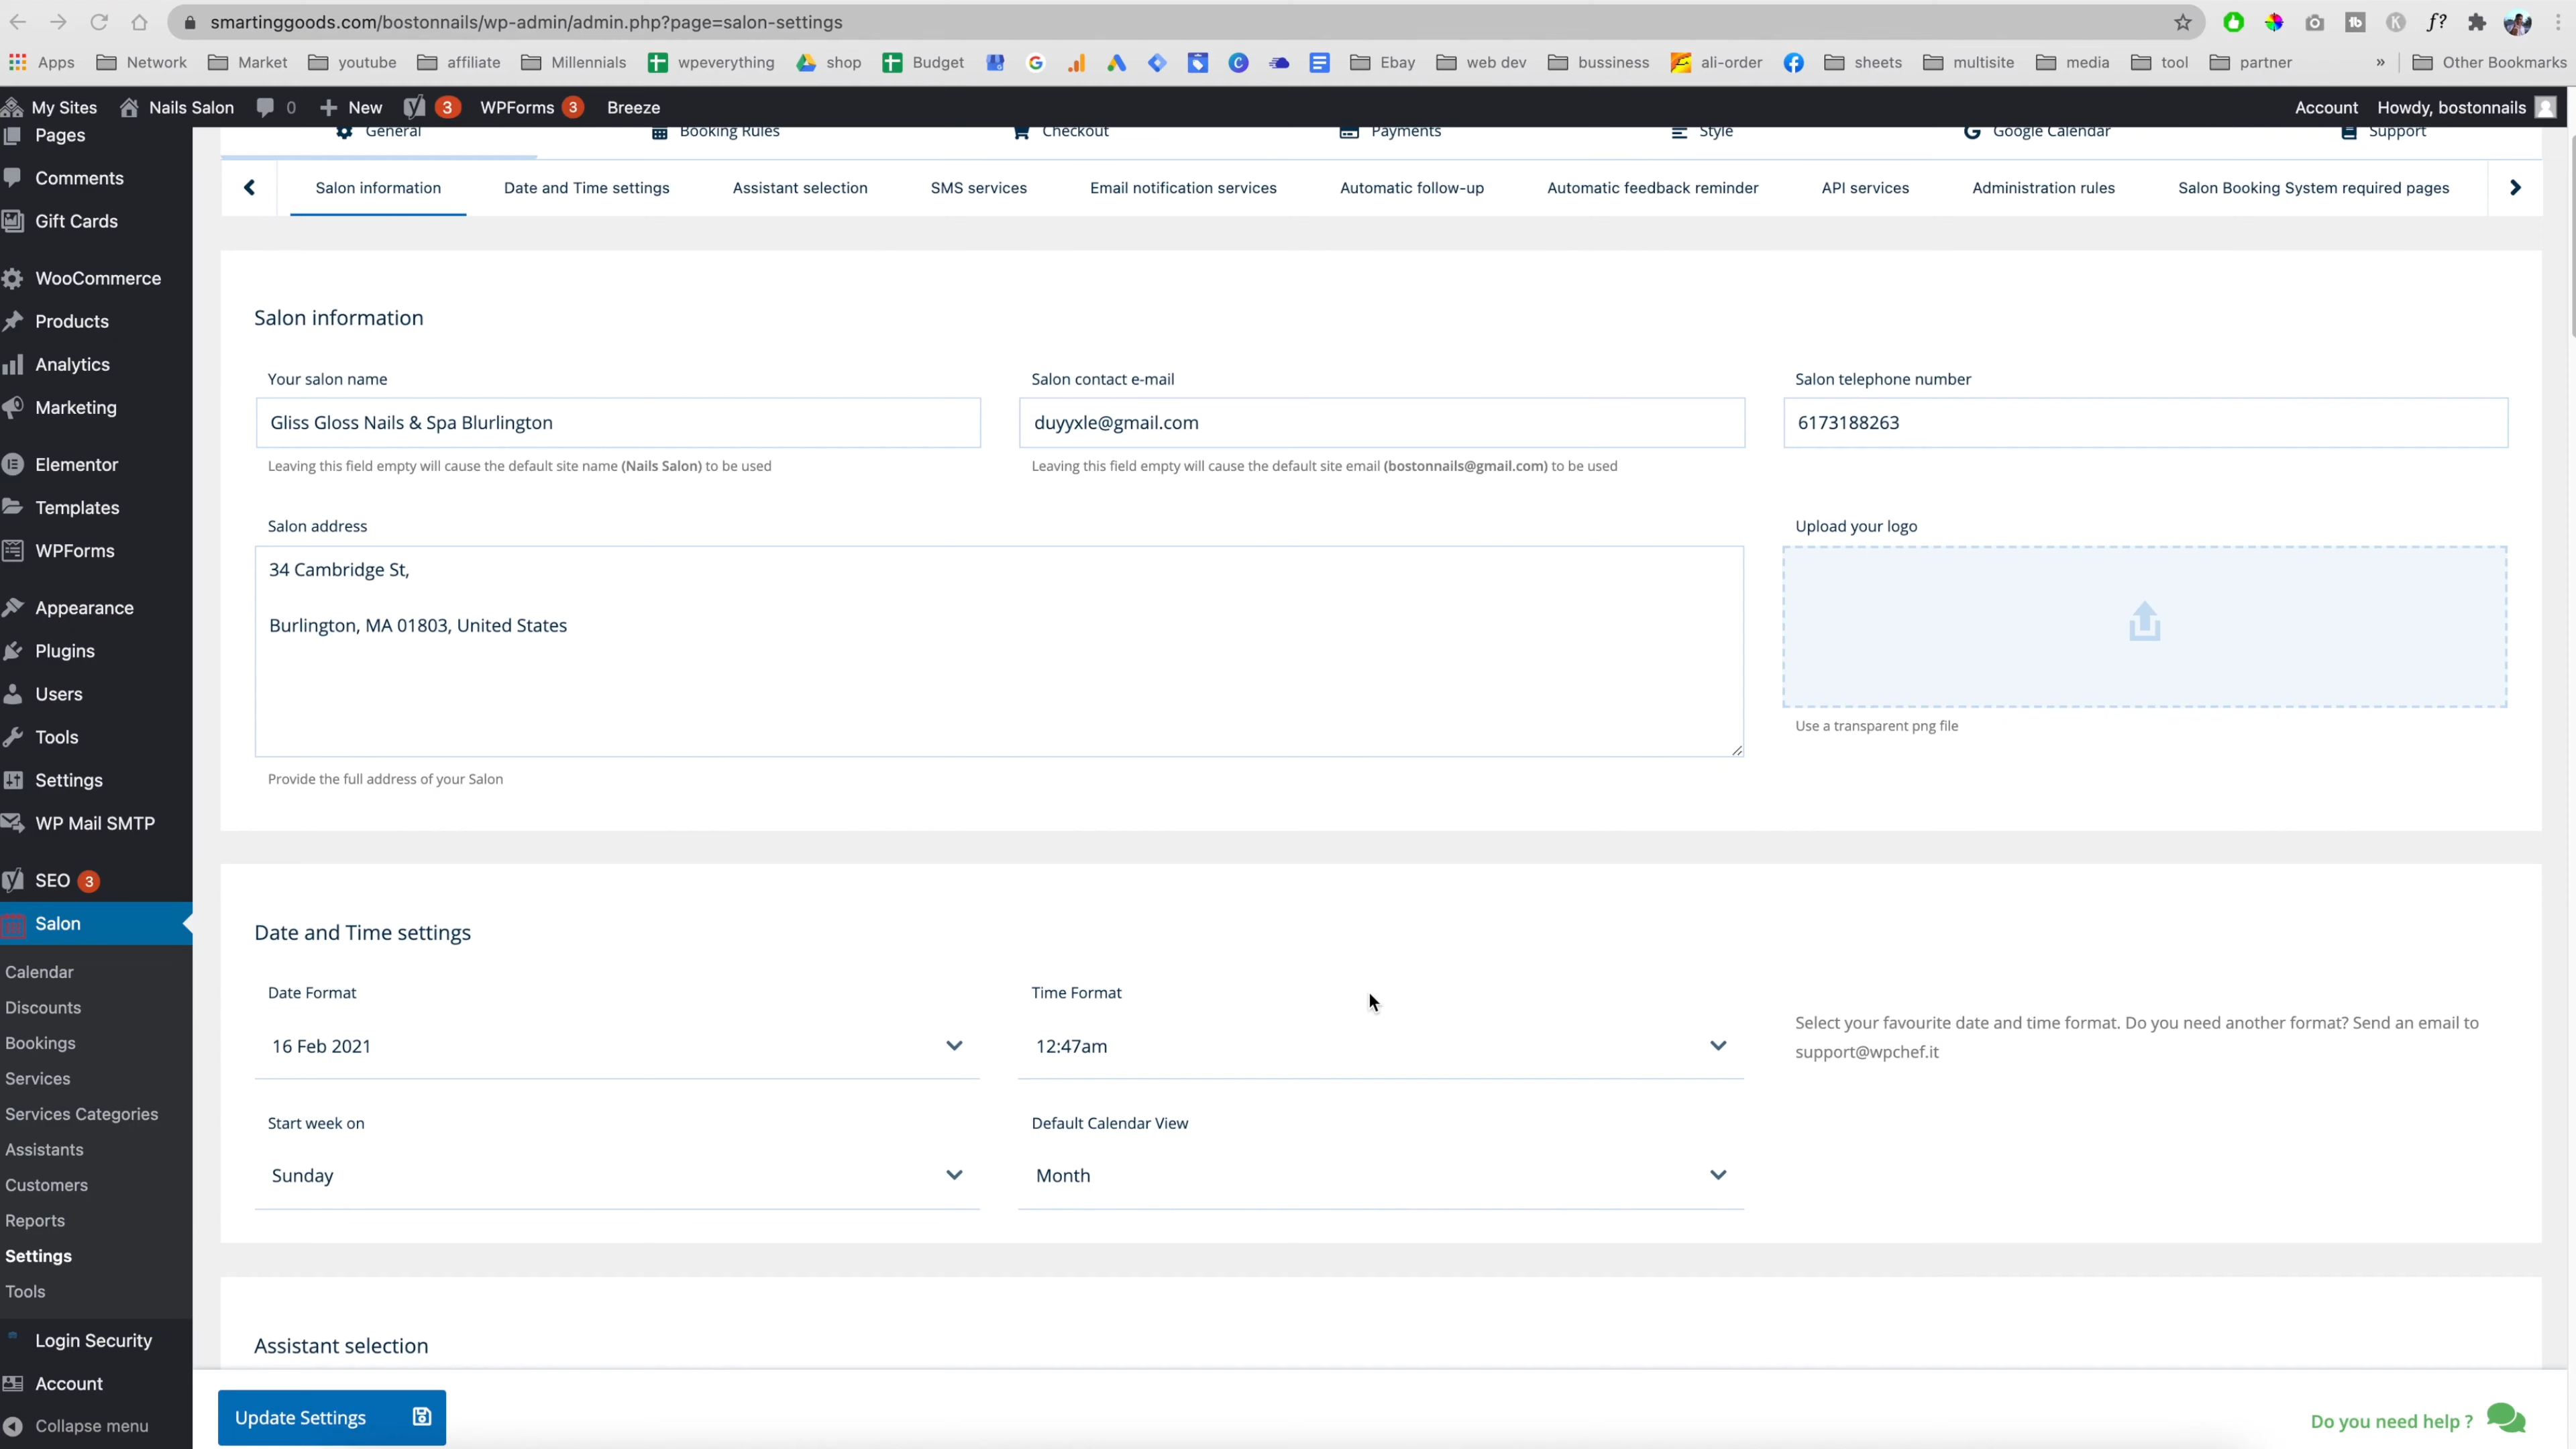 smartinggoods.com/bostonnails/wp-admin/admin.php?page=salon-settings
Apps Network Market youtube affiliate Millennials wpeverything shop Budget Ebay web dev bussiness ali-order sheets multisite media tool partner » Other Bookmarks
My Sites Nails Salon 0 New 3 WPForms 3 Breeze Account Howdy, bostonnails
Pages
Comments
Gift Cards
WooCommerce
Products
Analytics
Marketing
Elementor
Templates
WPForms
Appearance
Plugins
Users
Tools
Settings
WP Mail SMTP
SEO 3
Salon
Calendar
Discounts
Bookings
Services
Services Categories
Assistants
Customers
Reports
Settings
Tools
Login Security
Account
Collapse menu
General Booking Rules Checkout Payments Style Google Calendar Support
Salon information Date and Time settings Assistant selection SMS services Email notification services Automatic follow-up Automatic feedback reminder API services Administration rules Salon Booking System required pages
Salon information
Your salon name Salon contact e-mail Salon telephone number
Gliss Gloss Nails & Spa Blurlington duyyxle@gmail.com 6173188263
Leaving this field empty will cause the default site name (Nails Salon) to be used Leaving this field empty will cause the default site email (bostonnails@gmail.com) to be used
Salon address Upload your logo
34 Cambridge St,
Burlington, MA 01803, United States
Use a transparent png file
Provide the full address of your Salon
Date and Time settings
Date Format Time Format
16 Feb 2021 12:47am
Select your favourite date and time format. Do you need another format? Send an email to
support@wpchef.it
Start week on Default Calendar View
Sunday Month
Assistant selection
Update Settings
Do you need help ?